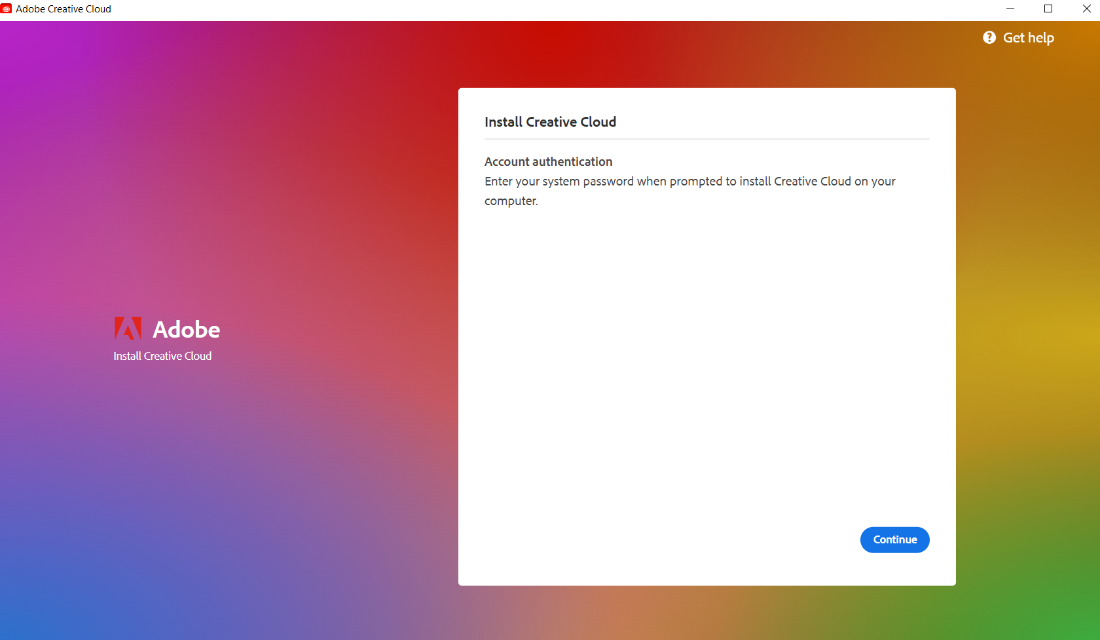 Adobe Creative Cloud
Get help
Install Creative Cloud
Account authentication
Enter your system password when prompted to install Creative Cloud on your
computer.
Adobe
Install Creative Cloud
Continue